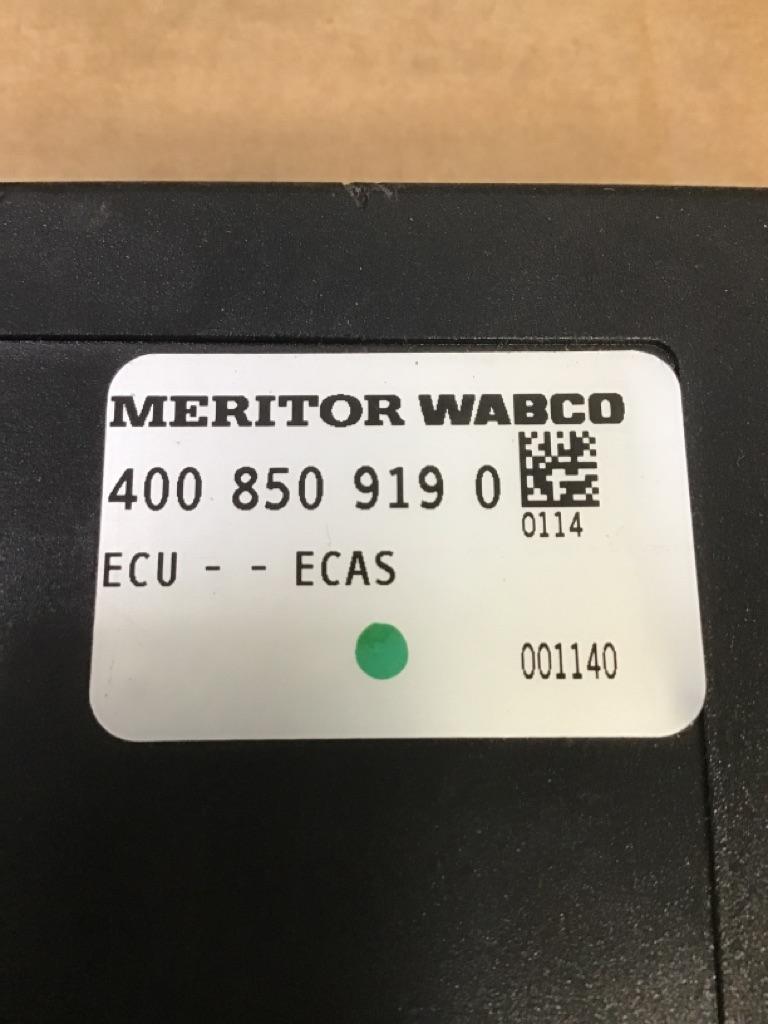 MERITOR WABCO
400 850 919 0
0114
ECU - - ECAS
001140